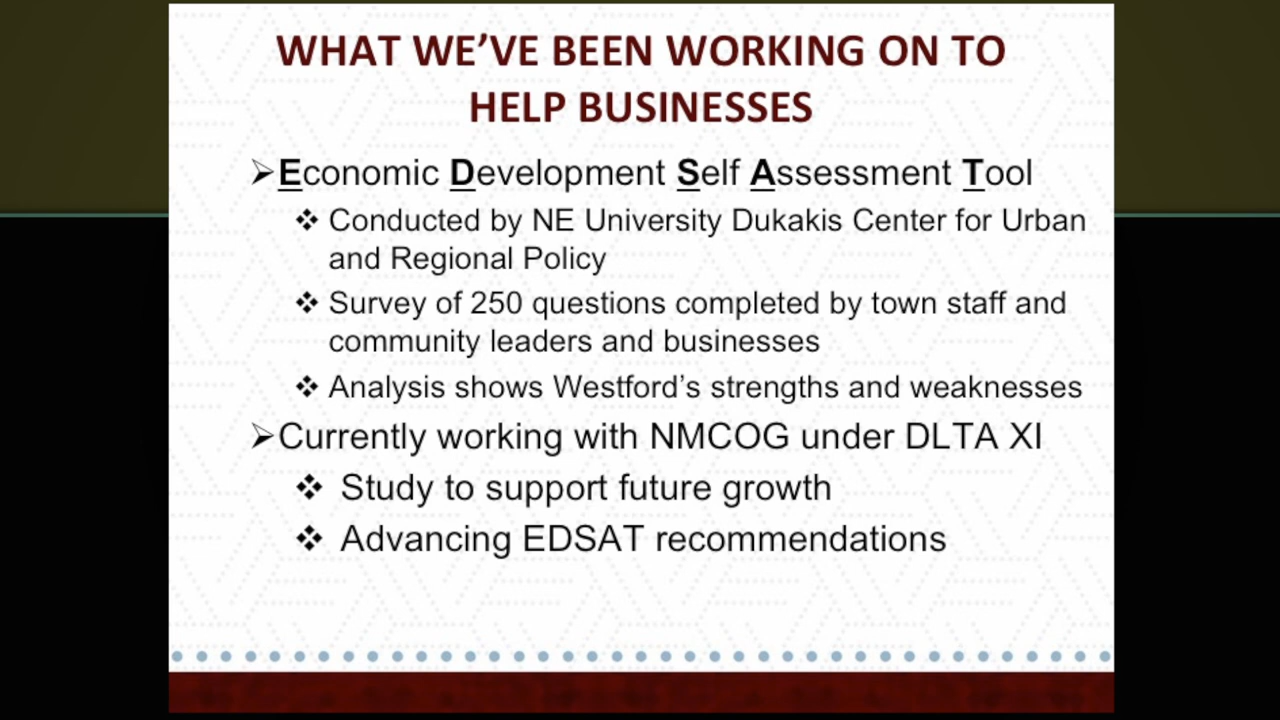 WHAT WE’VE BEEN WORKING ON TO
HELP BUSINESSES
➢Economic Development Self Assessment Tool
❖ Conducted by NE University Dukakis Center for Urban
and Regional Policy
❖ Survey of 250 questions completed by town staff and
community leaders and businesses
❖ Analysis shows Westford’s strengths and weaknesses
➢Currently working with NMCOG under DLTA XI
❖ Study to support future growth
❖ Advancing EDSAT recommendations